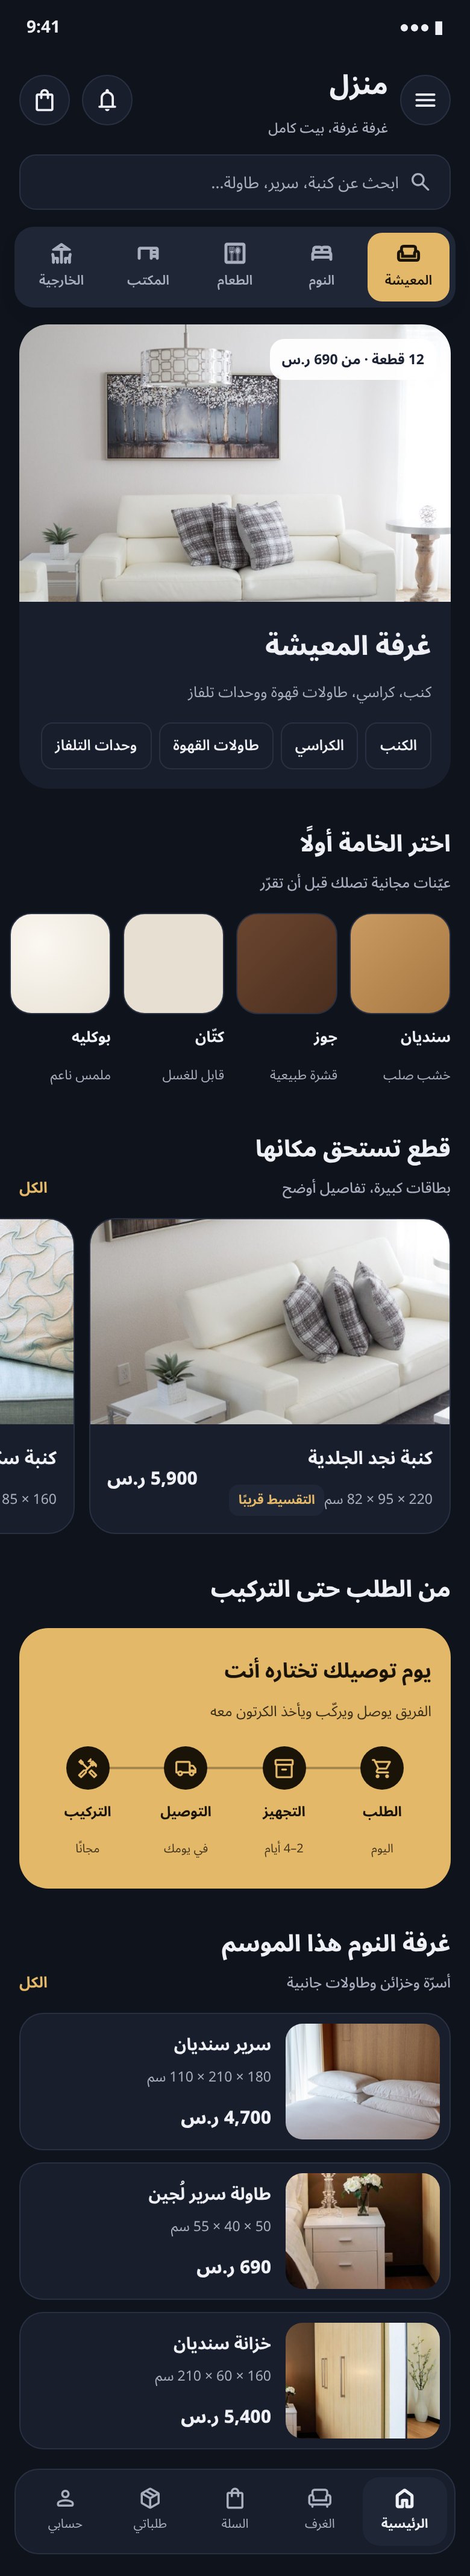 9:41
منزل
غرفة غرفة، بيت كامل
ابحث عن كنبة، سرير، طاولة...
المعيشة
النوم
الطعام
المكتب
الخارجية
12 قطعة · من 690 ر.س
غرفة المعيشة
كنب، كراسي، طاولات قهوة ووحدات تلفاز
الكنب
الكراسي
طاولات القهوة
وحدات التلفاز
اختر الخامة أولًا
عيّنات مجانية تصلك قبل أن تقرّر
سنديان
خشب صلب
جوز
قشرة طبيعية
كتّان
قابل للغسل
بوكليه
ملمس ناعم
قطع تستحق مكانها
بطاقات كبيرة، تفاصيل أوضح
الكل
كنبة نجد الجلدية
220 × 95 × 82 سم
التقسيط قريبًا
5,900 ر.س
كنبة
160 × 85
من الطلب حتى التركيب
يوم توصيلك تختاره أنت
الفريق يوصل ويركّب ويأخذ الكرتون معه
الطلب
اليوم
التجهيز
2–4 أيام
التوصيل
في يومك
التركيب
مجانًا
غرفة النوم هذا الموسم
أسرّة وخزائن وطاولات جانبية
الكل
سرير سنديان
180 × 210 × 110 سم
4,700 ر.س
طاولة سرير لُجين
50 × 40 × 55 سم
690 ر.س
خزانة سنديان
160 × 60 × 210 سم
5,400 ر.س
الرئيسية
الغرف
السلة
طلباتي
حسابي